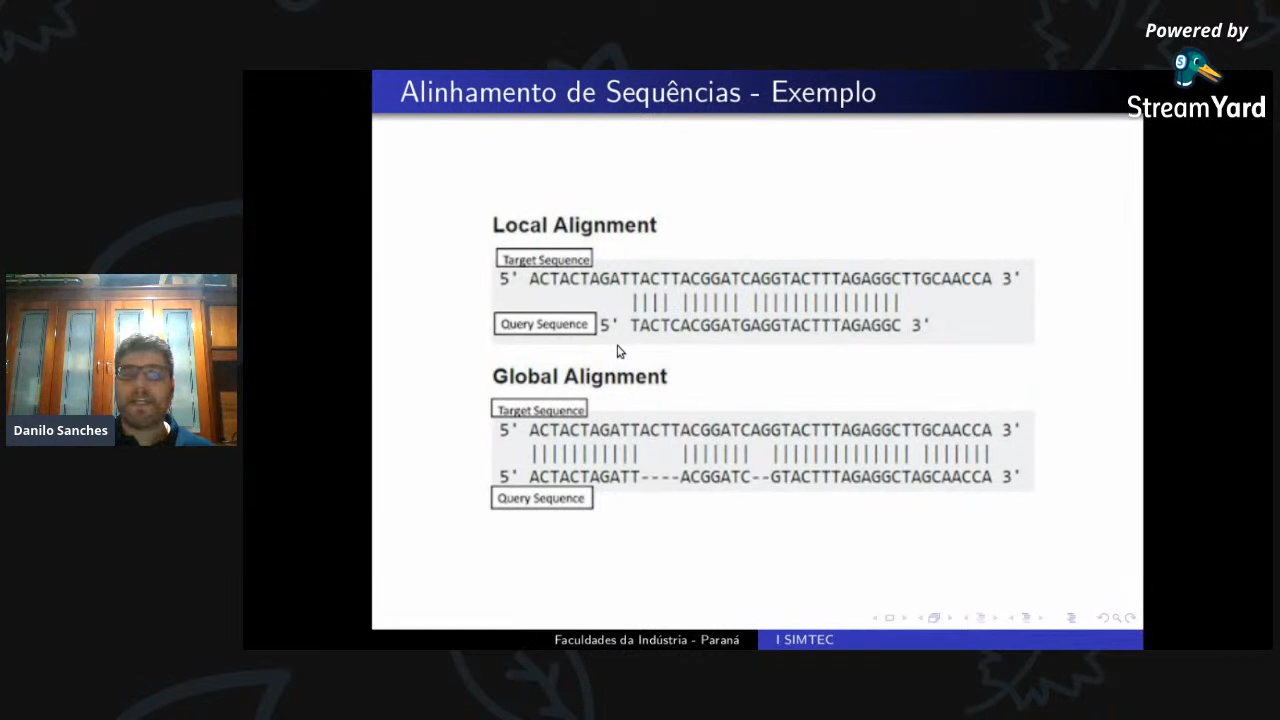 Powered by
StreamYard
Alinhamento de Sequências - Exemplo
Local Alignment
Target Sequence
5' ACTACTAGATTACTTACGGATCAGGTACTTTAGAGGCTTGCAACCA 3'
Query Sequence 5' TACTCACGGATGAGGTACTTTAGAGGC 3'
Global Alignment
Target Sequence
5' ACTACTAGATTACTTACGGATCAGGTACTTTAGAGGCTTGCAACCA 3'
5' ACTACTAGATT----ACGGATC--GTACTTTAGAGGCTAGCAACCA 3'
Query Sequence
Danilo Sanches
Faculdades da Indústria - Paraná
I SIMTEC